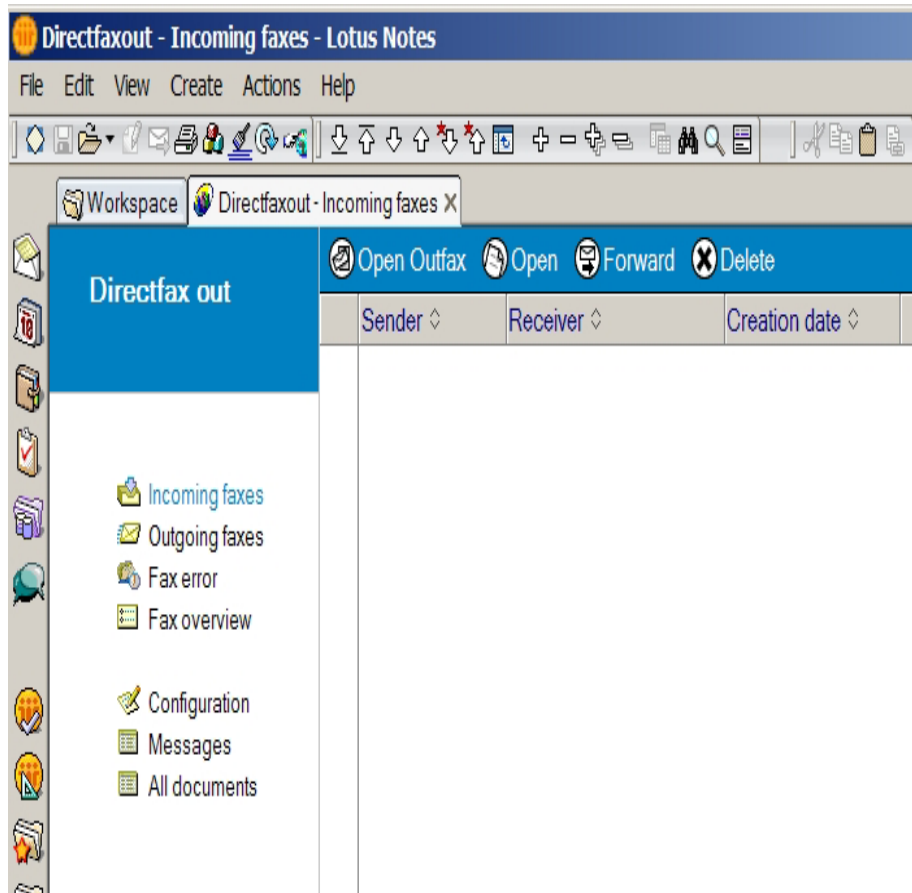 Directfaxout - Incoming faxes - Lotus Notes
File Edit View Create Actions Help
Workspace Directfaxout - Incoming faxes
Directfax out
Open Outfax Open Forward Delete
Sender Receiver Creation date
Incoming faxes
Outgoing faxes
Fax error
Fax overview
Configuration
Messages
All documents